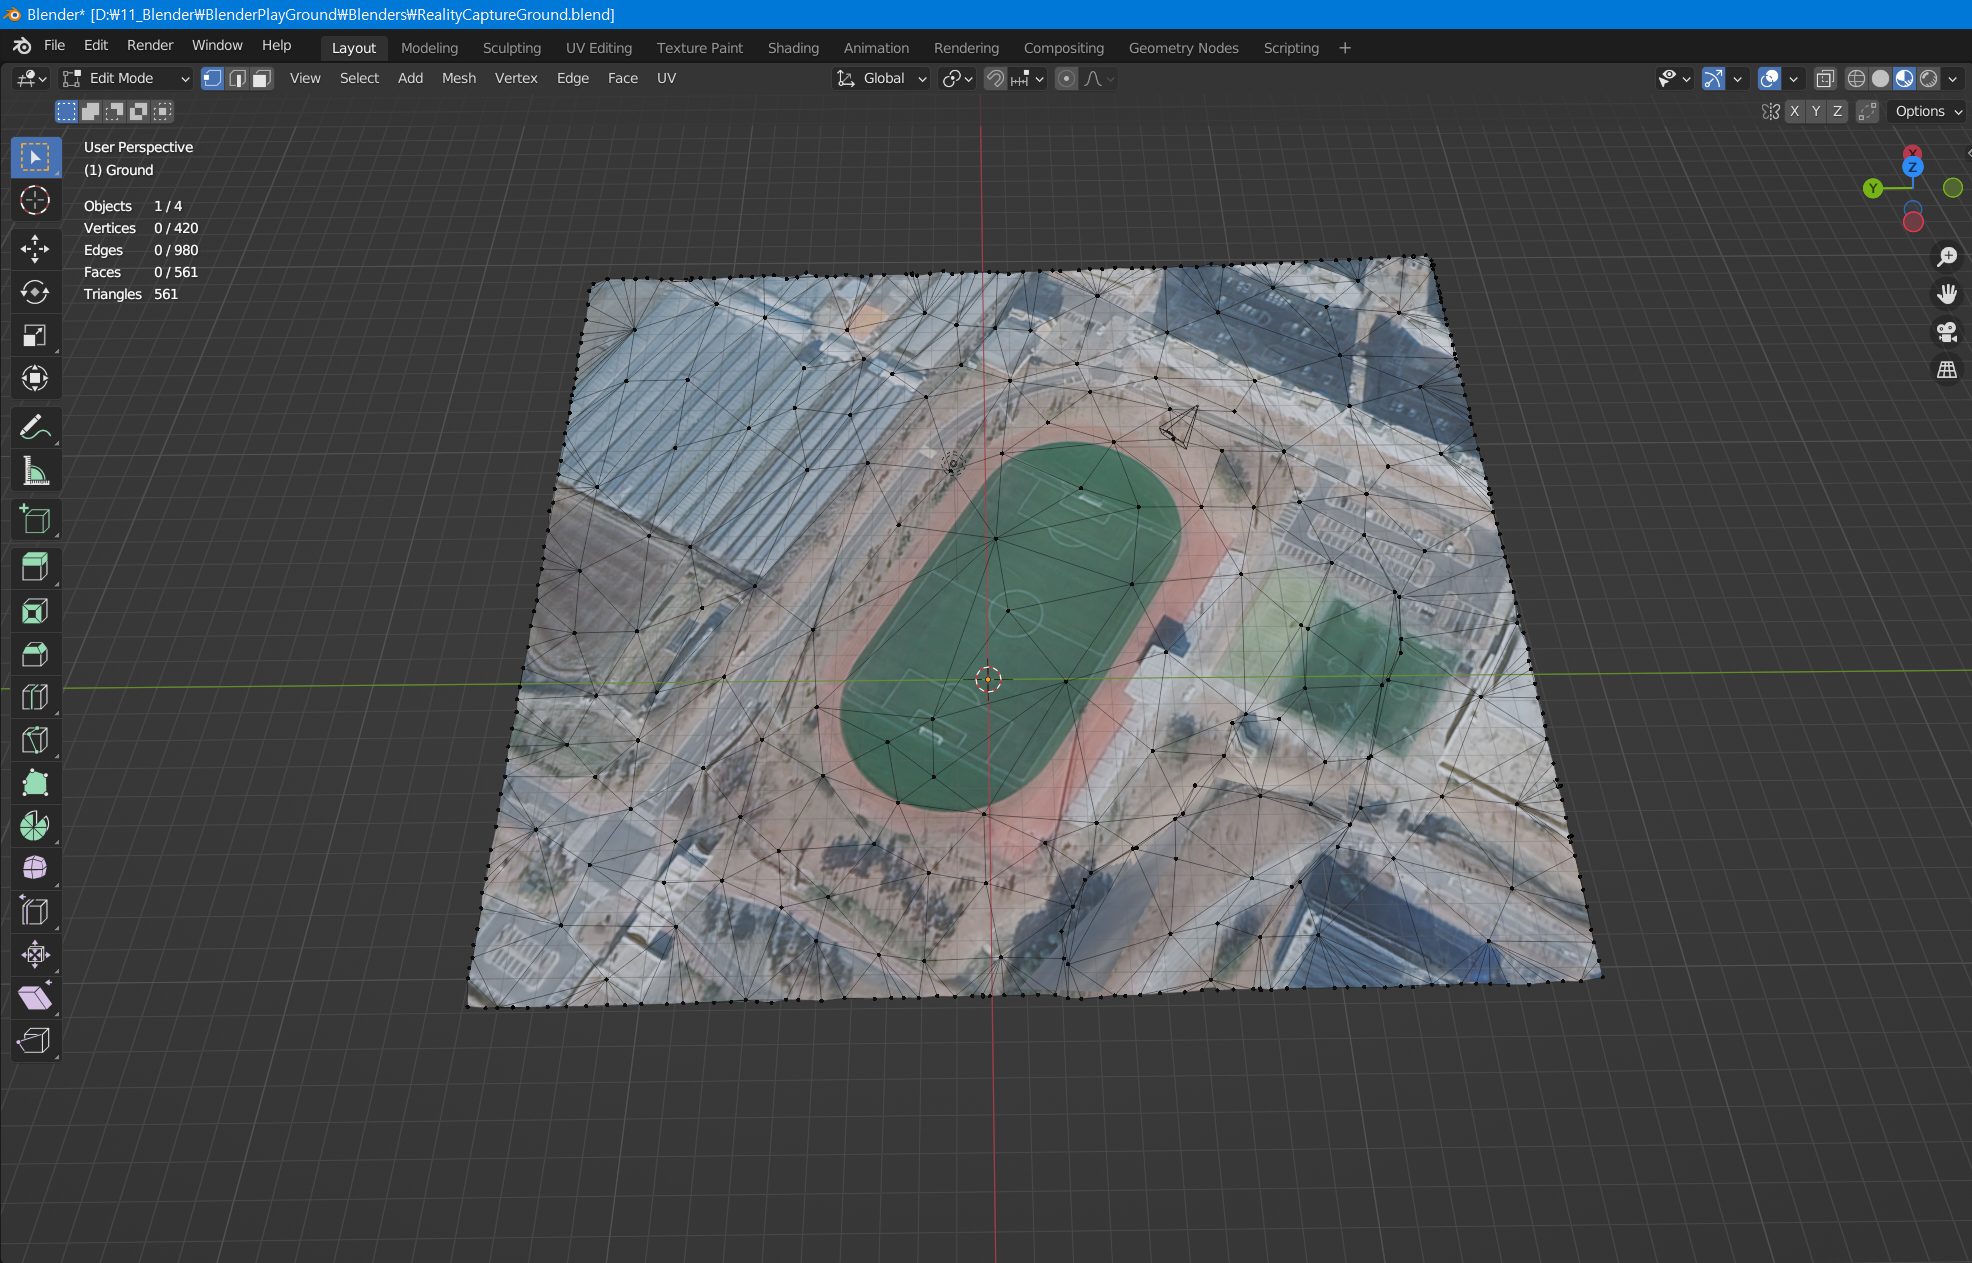 Blender* [D:₩11_Blender₩BlenderPlayGround₩Blenders₩RealityCaptureGround.blend]
File Edit Render Window Help Layout Modeling Sculpting UV Editing Texture Paint Shading Animation Rendering Compositing Geometry Nodes Scripting +
Edit Mode View Select Add Mesh Vertex Edge Face UV Global
X Y Z Options
User Perspective
(1) Ground
Objects 1 / 4
Vertices 0 / 420
Edges 0 / 980
Faces 0 / 561
Triangles 561
X
Z
Y